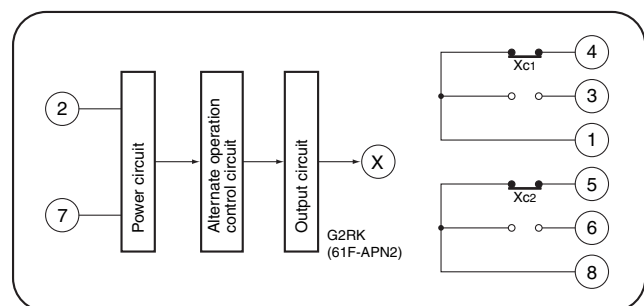 2
7
Power circuit
Alternate operation
control circuit
Output circuit
X
G2RK
(61F-APN2)
Xc1
4
3
1
Xc2
5
6
8